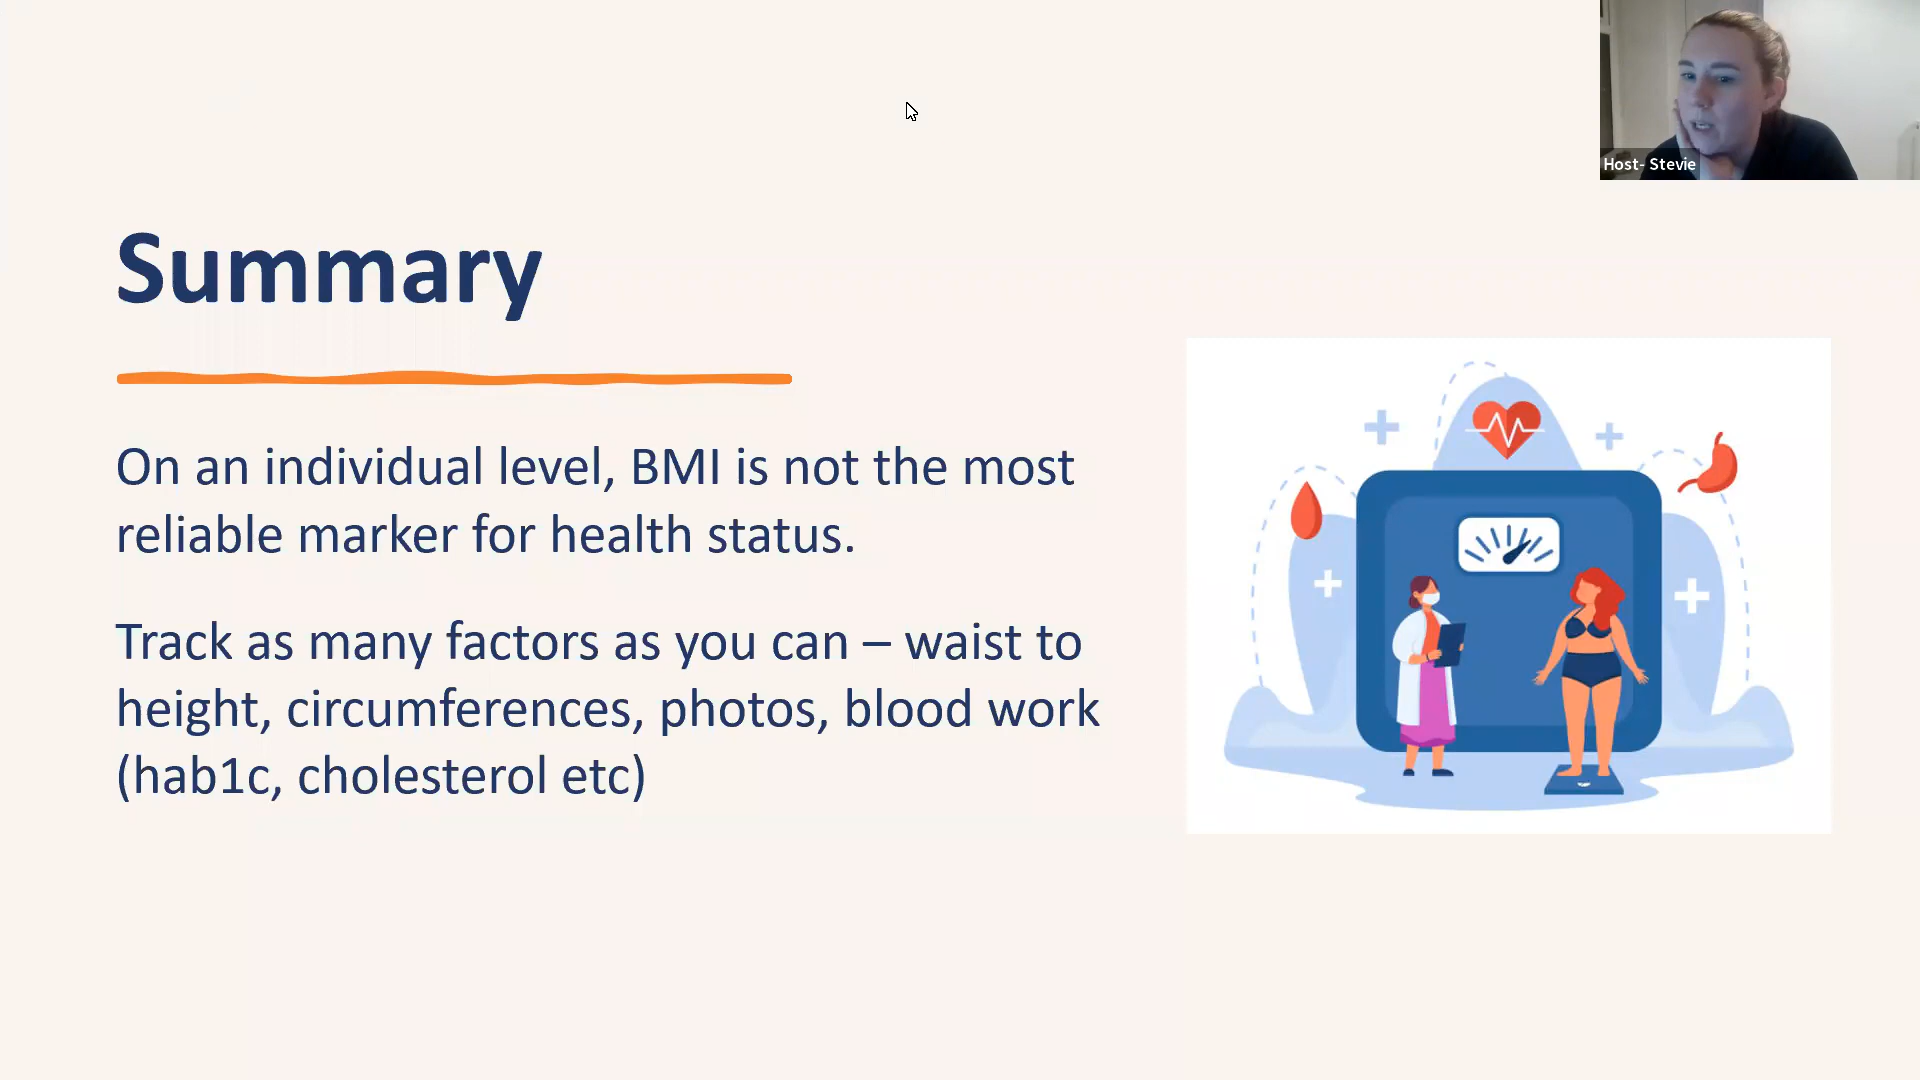 Host- Stevie
Summary
On an individual level, BMI is not the most
reliable marker for health status.
Track as many factors as you can – waist to
height, circumferences, photos, blood work
(hab1c, cholesterol etc)